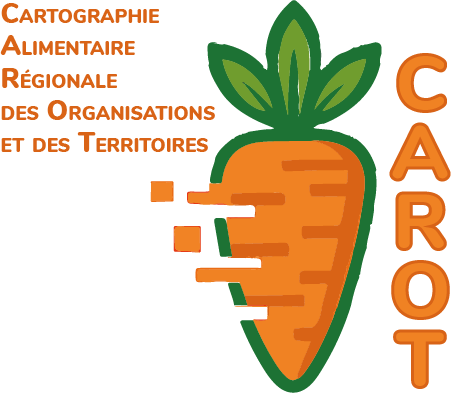 Cartographie
Alimentaire
Régionale
des Organisations
et des Territoires
CAROT